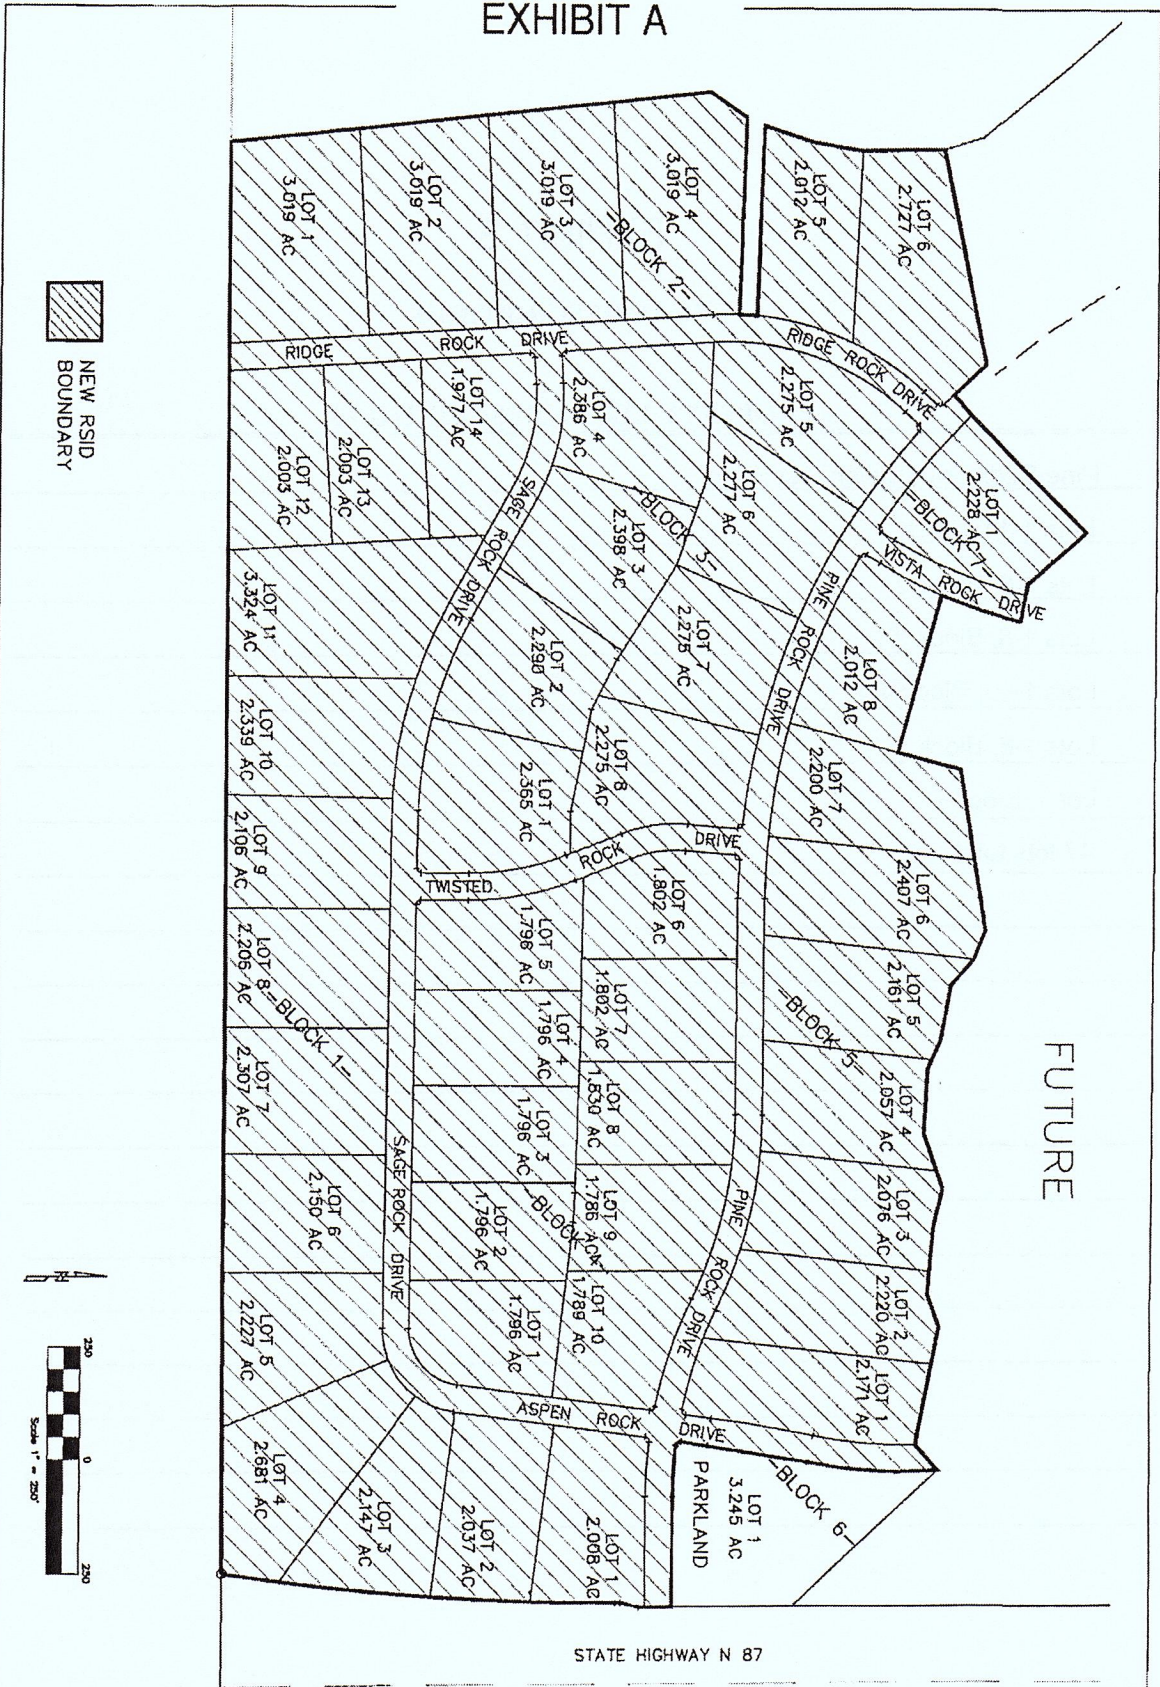 EXHIBIT A
LOT 1
3.019 AC
LOT 2
3.019 AC
LOT 3
3.019 AC
LOT 4
3.019 AC
-BLOCK 2-
LOT 5
2.012 AC
LOT 6
2.727 AC
RIDGE ROCK DRIVE
RIDGE ROCK DRIVE
NEW RSID
BOUNDARY
LOT 12
2.003 AC
LOT 13
2.003 AC
LOT 14
1.977 AC
LOT 4
2.386 AC
LOT 5
2.275 AC
LOT 6
2.277 AC
LOT 3
2.398 AC
-BLOCK 3-
LOT 7
2.275 AC
LOT 2
2.290 AC
LOT 8
2.275 AC
LOT 1
2.365 AC
SAGE ROCK DRIVE
PINE ROCK DRIVE
LOT 1
2.228 AC
-BLOCK 7-
VISTA ROCK DRIVE
LOT 8
2.012 AC
LOT 7
2.200 AC
LOT 6
2.407 AC
LOT 5
2.161 AC
-BLOCK 5-
LOT 4
2.057 AC
LOT 3
2.076 AC
LOT 2
2.220 AC
LOT 1
2.171 AC
FUTURE
LOT 11
3.324 AC
LOT 10
2.339 AC
LOT 9
2.106 AC
LOT 8
2.206 AC
-BLOCK 1-
LOT 7
2.307 AC
LOT 6
2.150 AC
LOT 5
2.227 AC
LOT 4
2.681 AC
LOT 3
2.147 AC
LOT 2
2.037 AC
LOT 1
2.008 AC
TWISTED ROCK DRIVE
LOT 6
1.802 AC
LOT 5
1.796 AC
LOT 7
1.802 AC
LOT 4
1.796 AC
LOT 8
1.830 AC
LOT 3
1.796 AC
LOT 9
1.786 AC
LOT 2
1.796 AC
-BLOCK 4-
LOT 10
1.789 AC
LOT 1
1.796 AC
SAGE ROCK DRIVE
PINE ROCK DRIVE
ASPEN ROCK DRIVE
-BLOCK 6-
LOT 1
3.245 AC
PARKLAND
N
250 0 250
Scale 1" = 250'
STATE HIGHWAY N 87